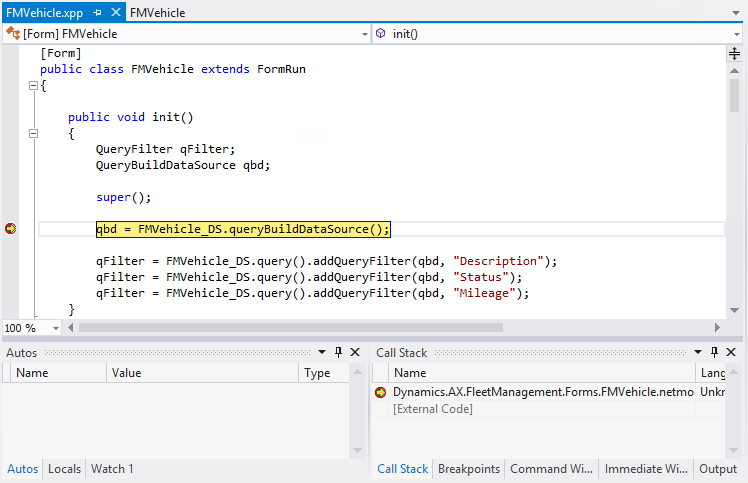 FMVehicle.xpp FMVehicle
[Form] FMVehicle init()
[Form]
public class FMVehicle extends FormRun
{
public void init()
{
QueryFilter qFilter;
QueryBuildDataSource qbd;
super();
qbd = FMVehicle_DS.queryBuildDataSource();
qFilter = FMVehicle_DS.query().addQueryFilter(qbd, "Description");
qFilter = FMVehicle_DS.query().addQueryFilter(qbd, "Status");
qFilter = FMVehicle_DS.query().addQueryFilter(qbd, "Mileage");
}
100 %
Autos Call Stack
Name Value Type Name Lang
Dynamics.AX.FleetManagement.Forms.FMVehicle.netmo Unkr
[External Code]
Autos Locals Watch 1 Call Stack Breakpoints Command Wi... Immediate Wi... Output